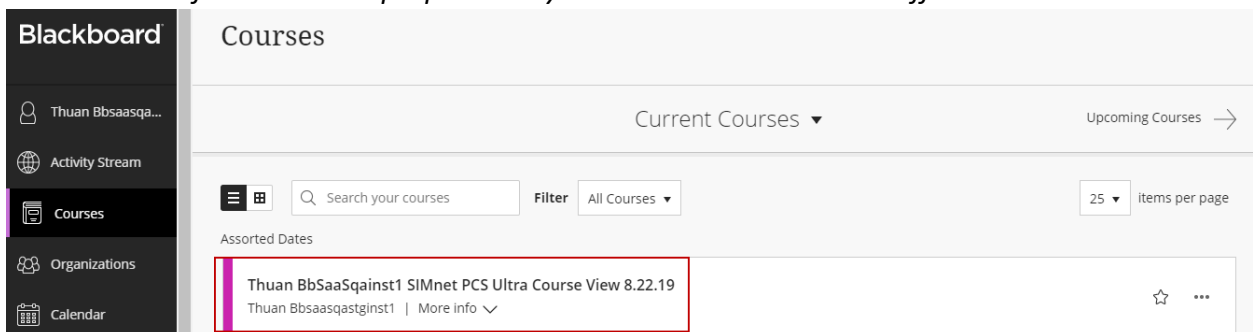 Blackboard
Courses
Thuan Bbsaasqa...
Activity Stream
Courses
Organizations
Calendar
Current Courses
Upcoming Courses
Search your courses
Filter
All Courses
25
items per page
Assorted Dates
Thuan BbSaaSqainst1 SIMnet PCS Ultra Course View 8.22.19
Thuan Bbsaasqastginst1 | More info